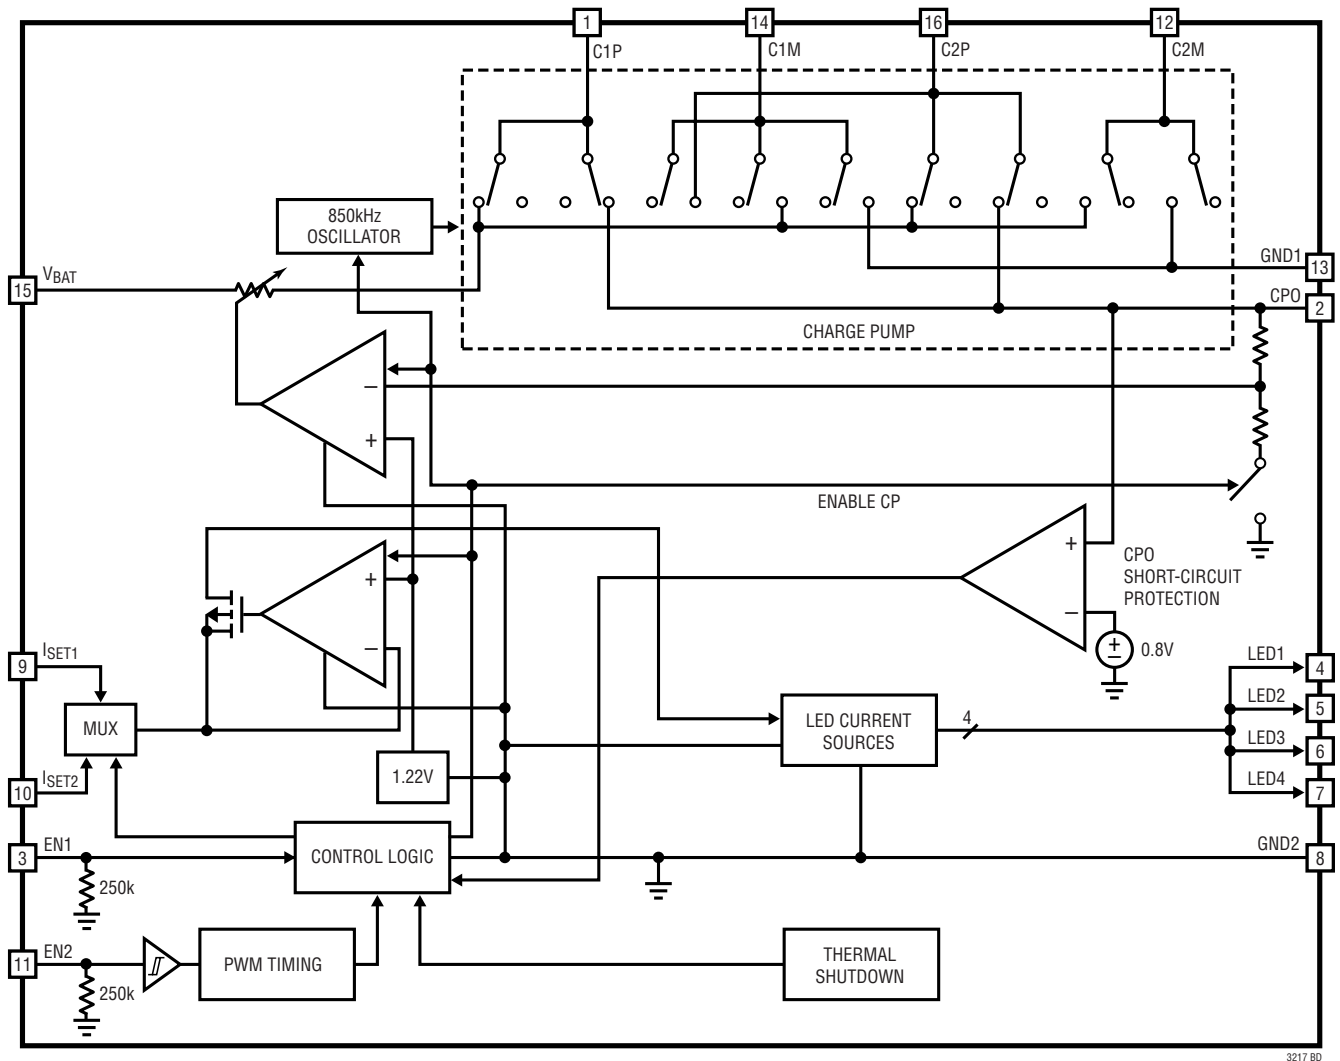 1
14
16
12
C1P
C1M
C2P
C2M
850kHz
OSCILLATOR
GND1
13
VBAT
15
CPO
2
CHARGE PUMP
–
+
ENABLE CP
+
–
+
–
CPO
SHORT-CIRCUIT
PROTECTION
+
–
0.8V
ISET1
9
LED1
4
MUX
LED CURRENT
SOURCES
4
LED2
5
LED3
6
1.22V
ISET2
10
LED4
7
EN1
3
CONTROL LOGIC
GND2
8
250k
EN2
11
PWM TIMING
THERMAL
SHUTDOWN
250k
3217 BD